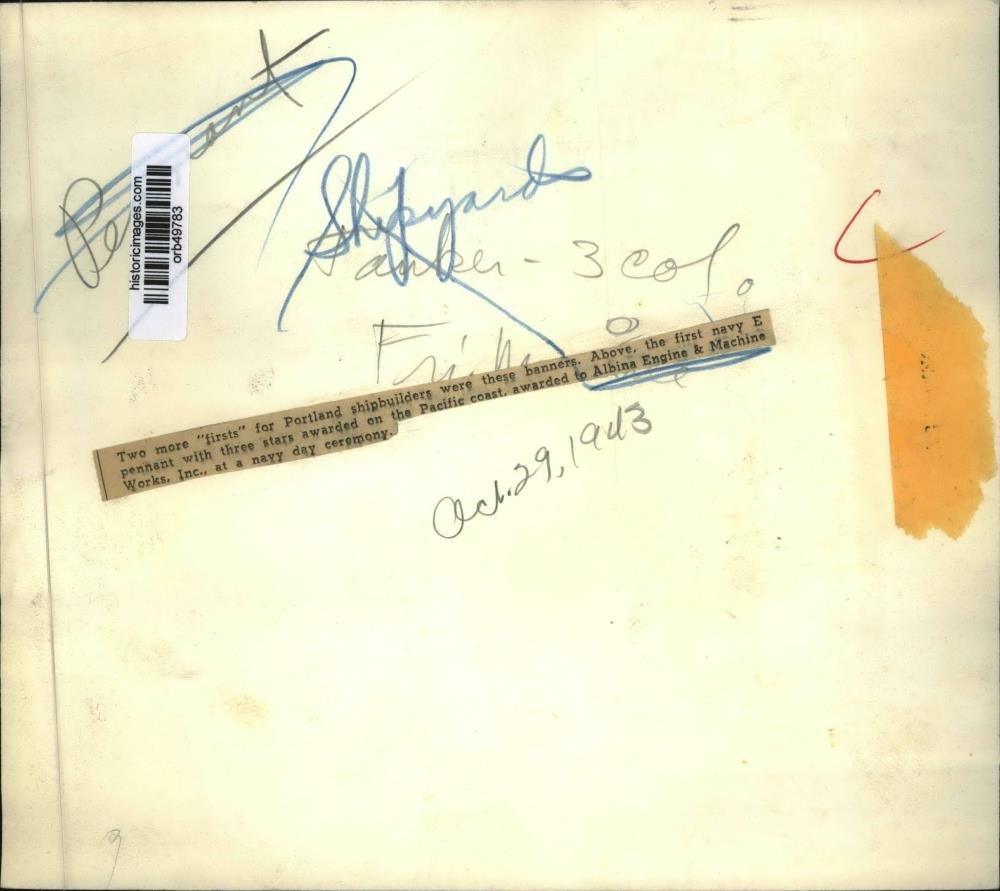 historicimages.com
orb49783
Shipyards
Tanker - 3 col.
Two more "firsts" for Portland shipbuilders were these banners. Above, the first navy E
pennant with three stars awarded on the Pacific coast, awarded to Albina Engine & Machine
Works, Inc., at a navy day ceremony.
Oct. 29, 1943